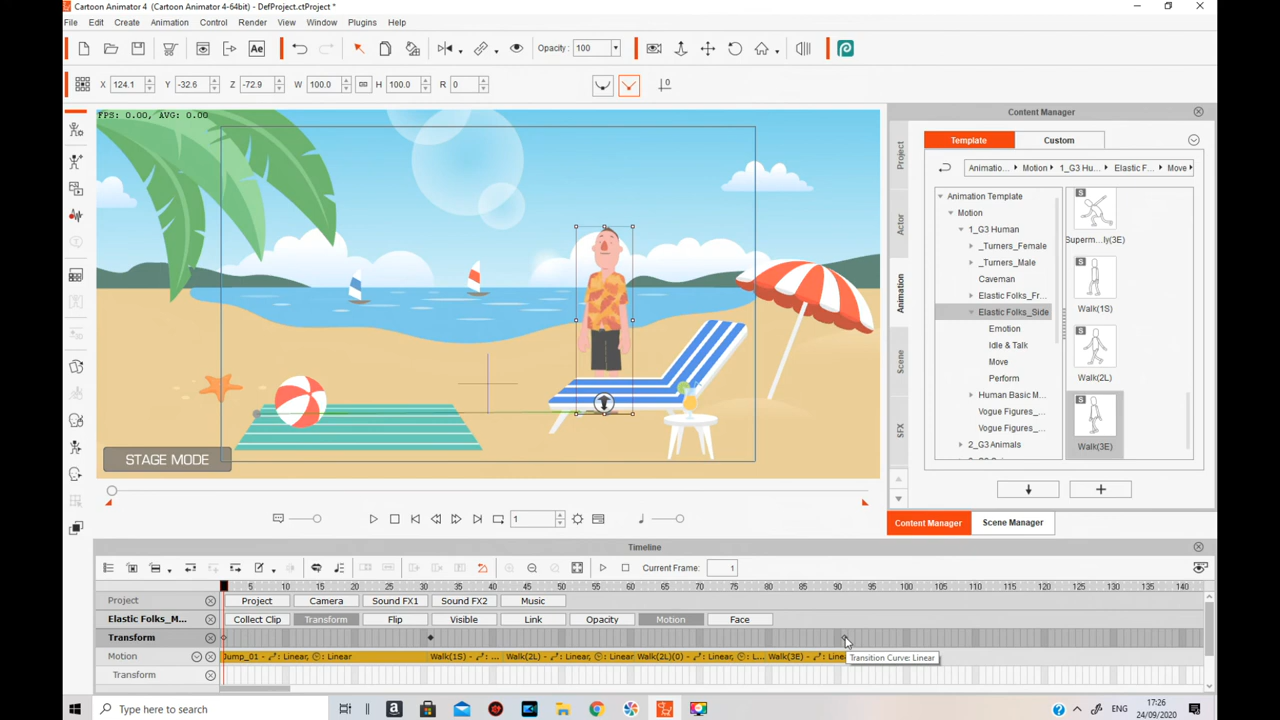 Cartoon Animator 4 (Cartoon Animator 4-64bit) - DefProject.ctProject *
File Edit Create Animation Control Render View Window Plugins Help
Ae Opacity : 100
X 124.1 Y -32.6 Z -72.9 W 100.0 H 100.0 R 0
FPS: 0.00, AVG: 0.00
STAGE MODE
Content Manager
Template Custom
Animatio... Motion 1_G3 Hu... Elastic F... Move
Project
Actor
Animation
Scene
SFX
Animation Template
Motion
1_G3 Human
_Turners_Female
_Turners_Male
Caveman
Elastic Folks_Fr...
Elastic Folks_Side
Emotion
Idle & Talk
Move
Perform
Human Basic M...
Vogue Figures_...
Vogue Figures_...
2_G3 Animals
S
Superm...ly(3E)
S
Walk(1S)
S
Walk(2L)
S
Walk(3E)
Content Manager Scene Manager
1
Timeline
Current Frame: 1
5 10 15 20 25 30 35 40 45 50 55 60 65 70 75 80 85 90 95 100 105 110 115 120 125 130 135 140
Project Project Camera Sound FX1 Sound FX2 Music
Elastic Folks_M... Collect Clip Transform Flip Visible Link Opacity Motion Face
Transform
Motion Jump_01 - Linear, Linear Walk(1S) - ... Walk(2L) - Linear, Linear Walk(2L)(0) - Linear, L... Walk(3E) - Line
Transition Curve: Linear
Transform
Type here to search
ENG
17:26
24/09/2020